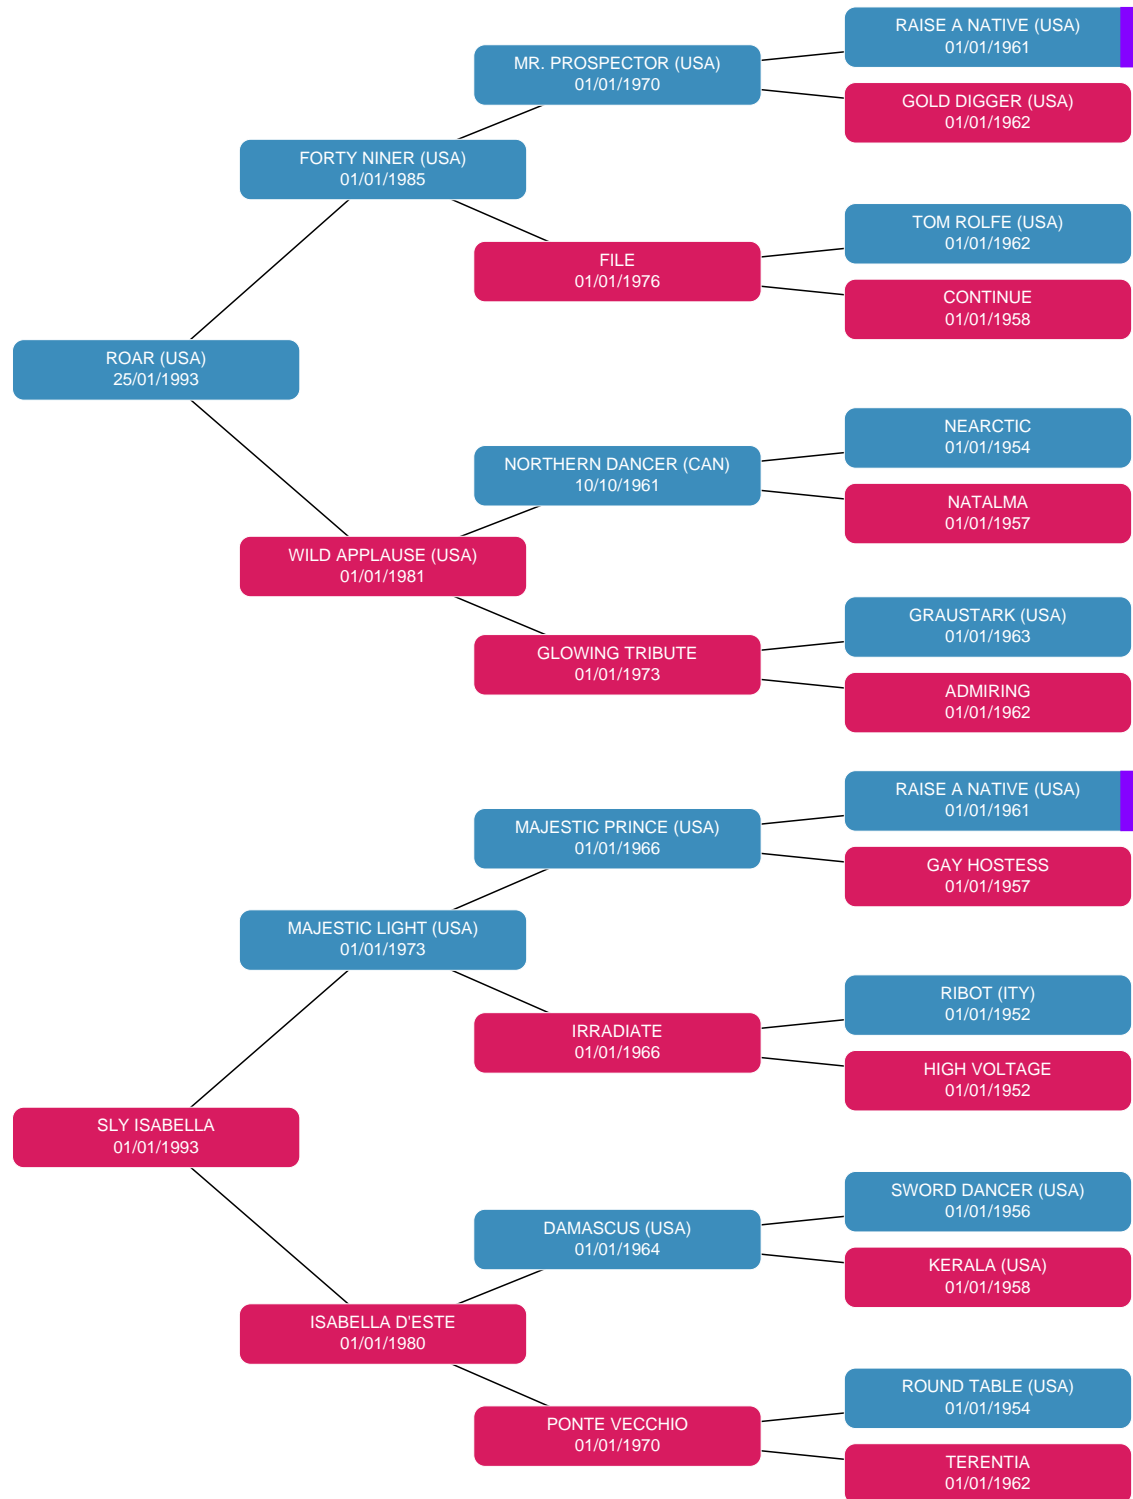 RAISE A NATIVE (USA)
01/01/1961
MR. PROSPECTOR (USA)
01/01/1970
GOLD DIGGER (USA)
01/01/1962
FORTY NINER (USA)
01/01/1985
TOM ROLFE (USA)
01/01/1962
FILE
01/01/1976
CONTINUE
01/01/1958
ROAR (USA)
25/01/1993
NEARCTIC
01/01/1954
NORTHERN DANCER (CAN)
10/10/1961
NATALMA
01/01/1957
WILD APPLAUSE (USA)
01/01/1981
GRAUSTARK (USA)
01/01/1963
GLOWING TRIBUTE
01/01/1973
ADMIRING
01/01/1962
RAISE A NATIVE (USA)
01/01/1961
MAJESTIC PRINCE (USA)
01/01/1966
GAY HOSTESS
01/01/1957
MAJESTIC LIGHT (USA)
01/01/1973
RIBOT (ITY)
01/01/1952
IRRADIATE
01/01/1966
HIGH VOLTAGE
01/01/1952
SLY ISABELLA
01/01/1993
SWORD DANCER (USA)
01/01/1956
DAMASCUS (USA)
01/01/1964
KERALA (USA)
01/01/1958
ISABELLA D'ESTE
01/01/1980
ROUND TABLE (USA)
01/01/1954
PONTE VECCHIO
01/01/1970
TERENTIA
01/01/1962